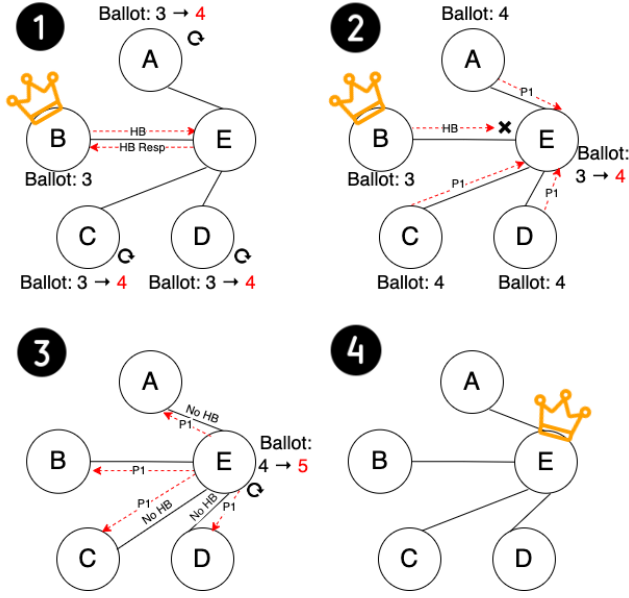 1
Ballot: 3 → 4
A
B
HB
HB Resp
E
Ballot: 3
C
D
Ballot: 3 → 4
Ballot: 3 → 4
2
Ballot: 4
A
P1
B
HB
E
Ballot:
3 → 4
Ballot: 3
P1
P1
C
D
Ballot: 4
Ballot: 4
3
A
No HB
P1
B
P1
E
Ballot:
4 → 5
P1
No HB
No HB
P1
C
D
4
A
B
E
C
D